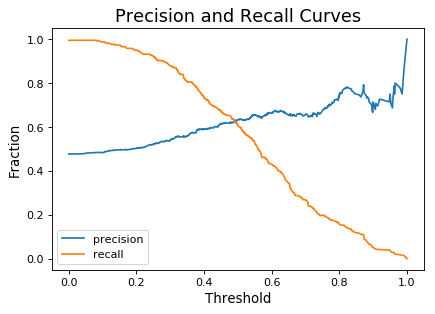 Precision and Recall Curves
Fraction
1.0
0.8
0.6
0.4
0.2
0.0
precision
recall
0.0 0.2 0.4 0.6 0.8 1.0
Threshold